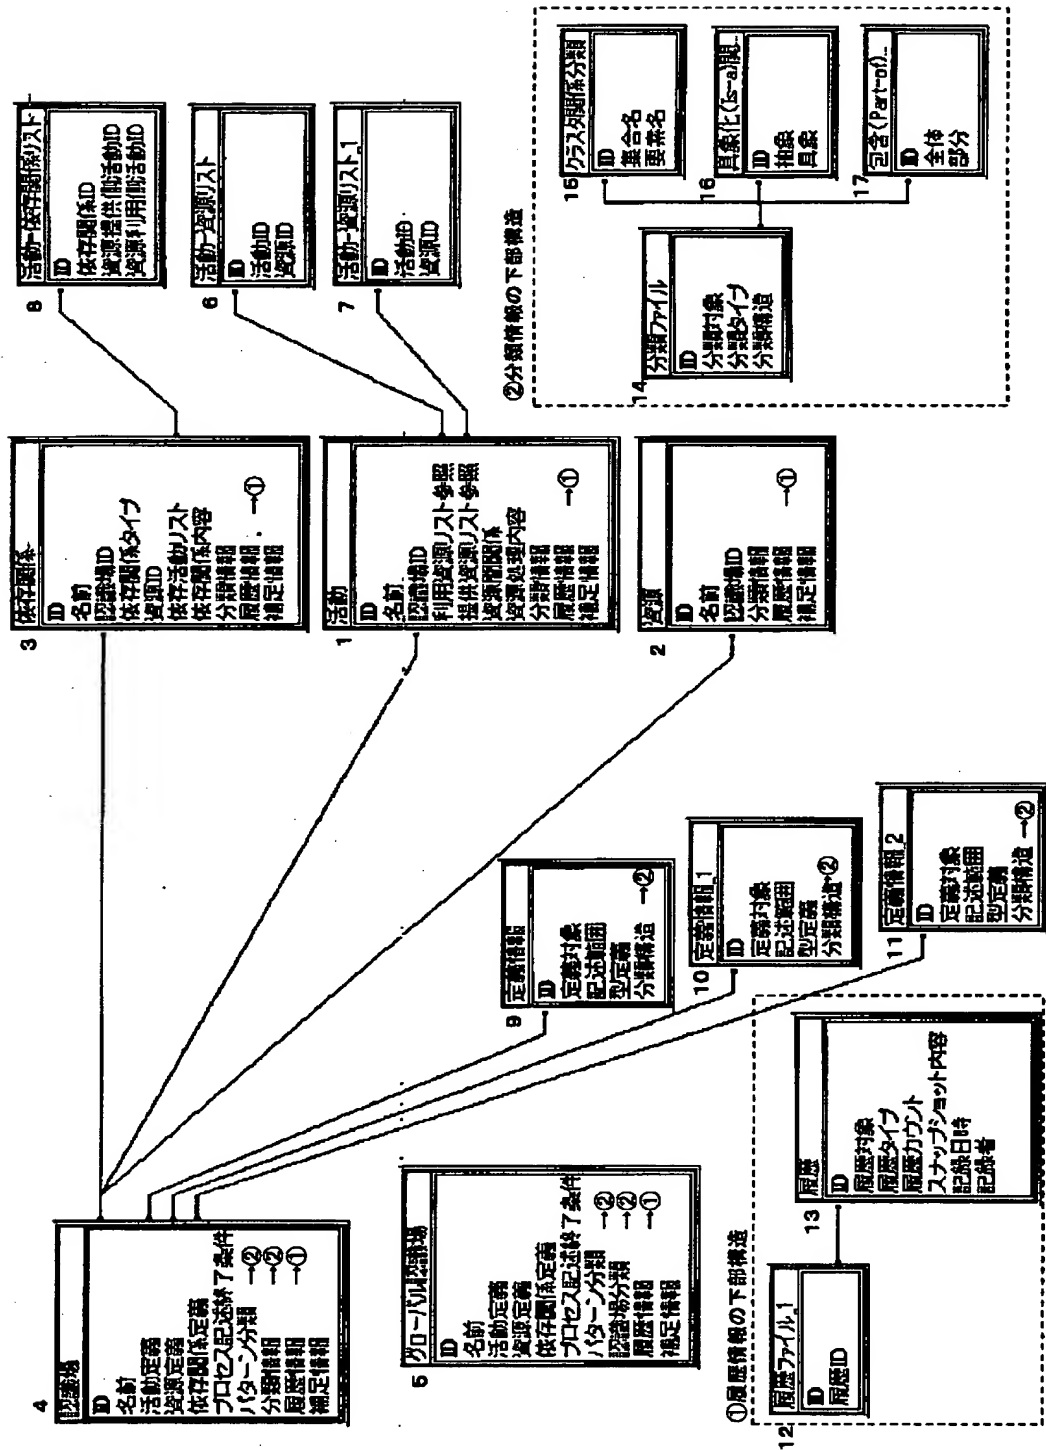 4
認識場
ID
名前
活動定義
資源定義
依存関係定義
プロセス記述終了条件
パターン分類 →②
分類情報 →②
履歴情報 →①
補足情報
5
グローバル認識場
ID
名前
活動定義
資源定義
依存関係定義
プロセス記述終了条件
パターン分類 →②
認識場分類 →②
履歴情報 →①
補足情報
3
依存関係
ID
名前
認識場ID
依存関係タイプ
資源ID
依存活動リスト
依存関係内容
分類情報
履歴情報 →①
補足情報
1
活動
ID
名前
認識場ID
利用資源リスト参照
提供資源リスト参照
資源間関係
資源処理内容
分類情報
履歴情報 →①
補足情報
2
資源
ID
名前
認識場ID
分類情報
履歴情報 →①
補足情報
8
活動-依存関係リスト
ID
依存関係ID
資源提供側活動ID
資源利用側活動ID
6
活動-資源リスト
ID
活動ID
資源ID
7
活動-資源リスト_1
ID
活動ID
資源ID
9
定義情報
ID
定義対象
記述範囲
型定義
分類構造 →②
10
定義情報_1
ID
定義対象
記述範囲
型定義
分類構造→②
11
定義情報_2
ID
定義対象
記述範囲
型定義
分類構造 →②
①履歴情報の下部構造
12
履歴ファイル_1
ID
履歴ID
13
履歴
ID
履歴対象
履歴タイプ
履歴カウント
スナップショット内容
記録日時
記録者
②分類情報の下部構造
14
分類ファイル
ID
分類対象
分類タイプ
分類構造
15
クラスタ関係分類
ID
集合名
要素名
16
具象化(Is-a)関...
ID
抽象
具象
17
包含(Part-of)...
ID
全体
部分